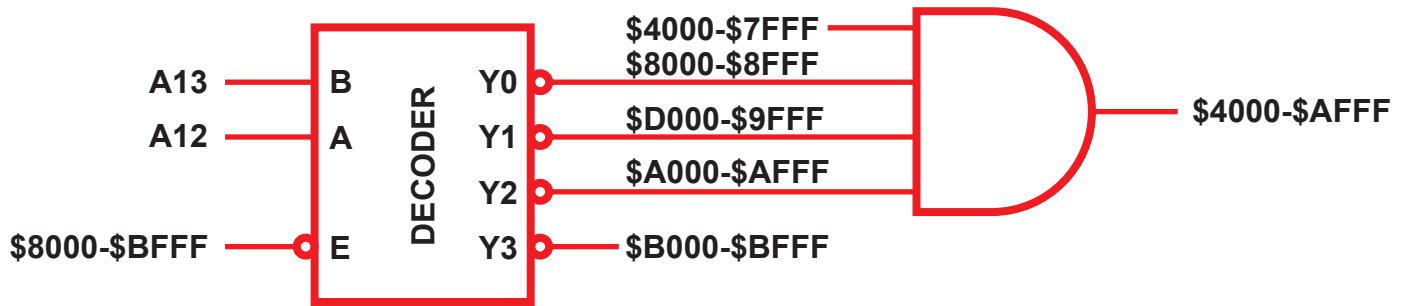 A13
A12
$8000-$BFFF
B
A
E
DECODER
Y0
Y1
Y2
Y3
$4000-$7FFF
$8000-$8FFF
$D000-$9FFF
$A000-$AFFF
$B000-$BFFF
$4000-$AFFF